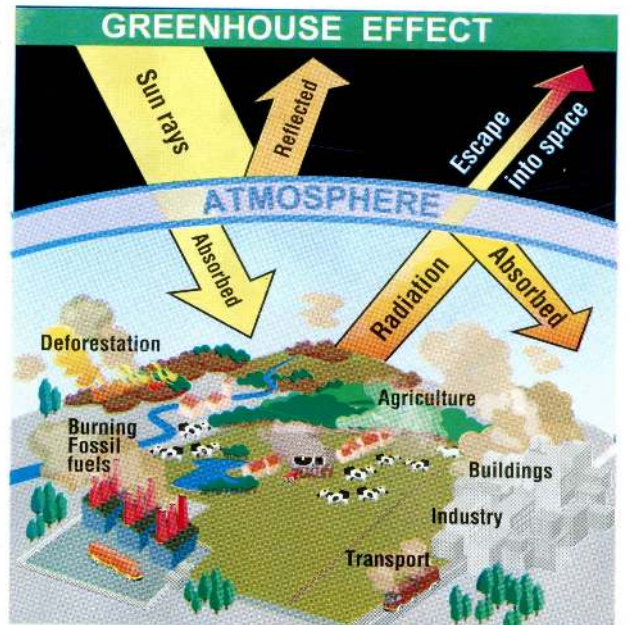 GREENHOUSE EFFECT
Sun rays
Reflected
Escape
into space
ATMOSPHERE
Absorbed
Radiation
Absorbed
Deforestation
Agriculture
Burning
Fossil
fuels
Buildings
Industry
Transport